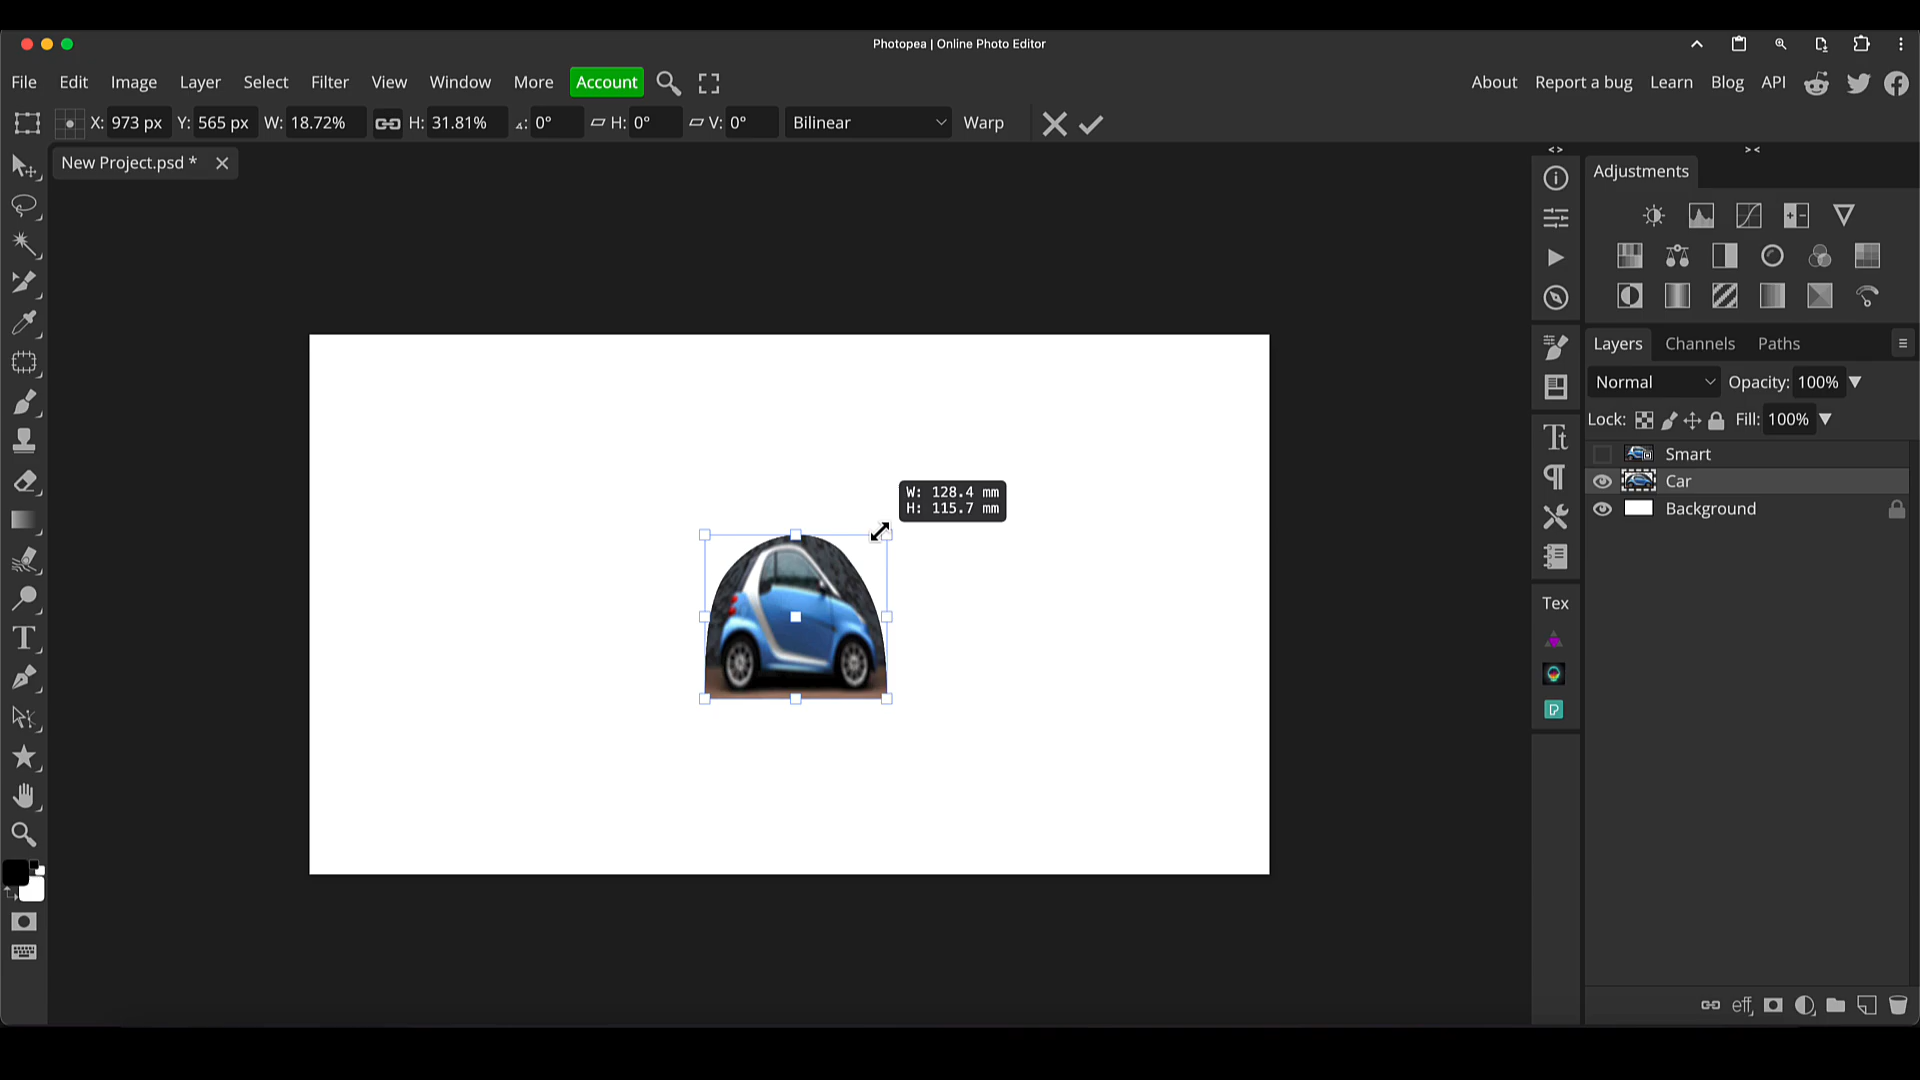 Photopea | Online Photo Editor
File Edit Image Layer Select Filter View Window More Account About Report a bug Learn Blog API
X: 973 px Y: 565 px W: 18.72% H: 31.81% 0° H: 0° V: 0° Bilinear Warp
New Project.psd *
Adjustments
Layers Channels Paths
Normal Opacity: 100%
Lock: Fill: 100%
Smart
Car
Background
W: 128.4 mm
H: 115.7 mm
Tex
eff